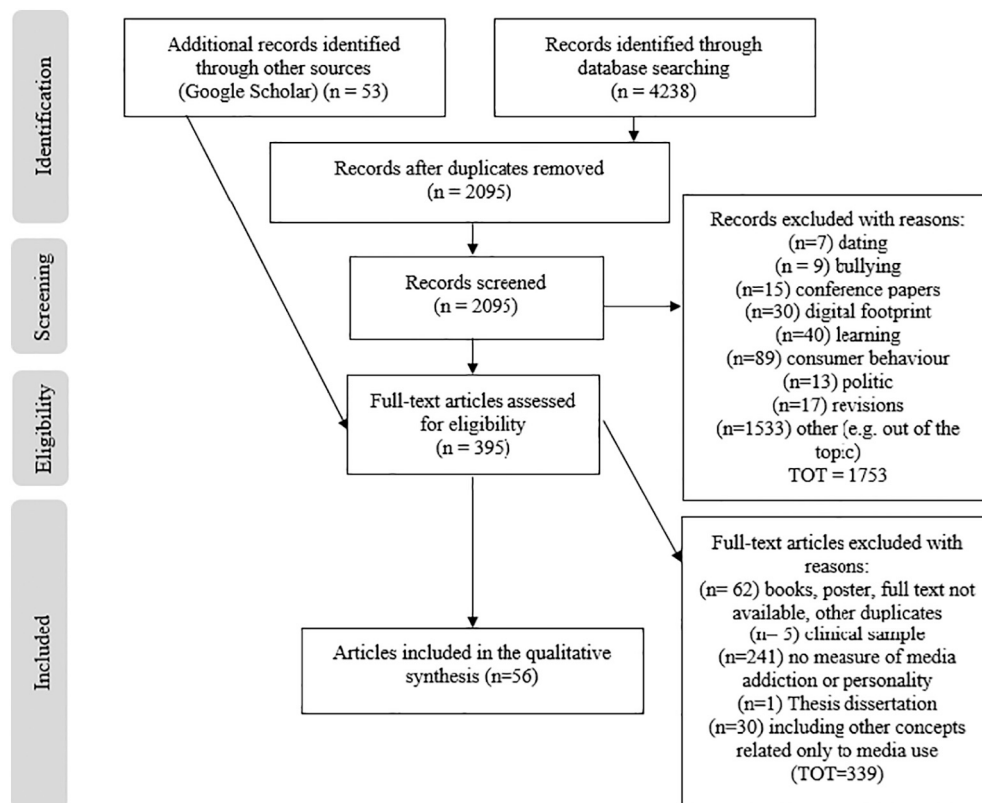 Identification
Additional records identified
through other sources
(Google Scholar) (n = 53)
Records identified through
database searching
(n = 4238)
Records after duplicates removed
(n = 2095)
Screening
Records screened
(n = 2095)
Records excluded with reasons:
(n=7) dating
(n = 9) bullying
(n=15) conference papers
(n=30) digital footprint
(n=40) learning
(n=89) consumer behaviour
(n=13) politic
(n=17) revisions
(n=1533) other (e.g. out of the
topic)
TOT = 1753
Eligibility
Full-text articles assessed
for eligibility
(n = 395)
Included
Articles included in the qualitative
synthesis (n=56)
Full-text articles excluded with
reasons:
(n= 62) books, poster, full text not
available, other duplicates
(n= 5) clinical sample
(n=241) no measure of media
addiction or personality
(n=1) Thesis dissertation
(n=30) including other concepts
related only to media use
(TOT=339)